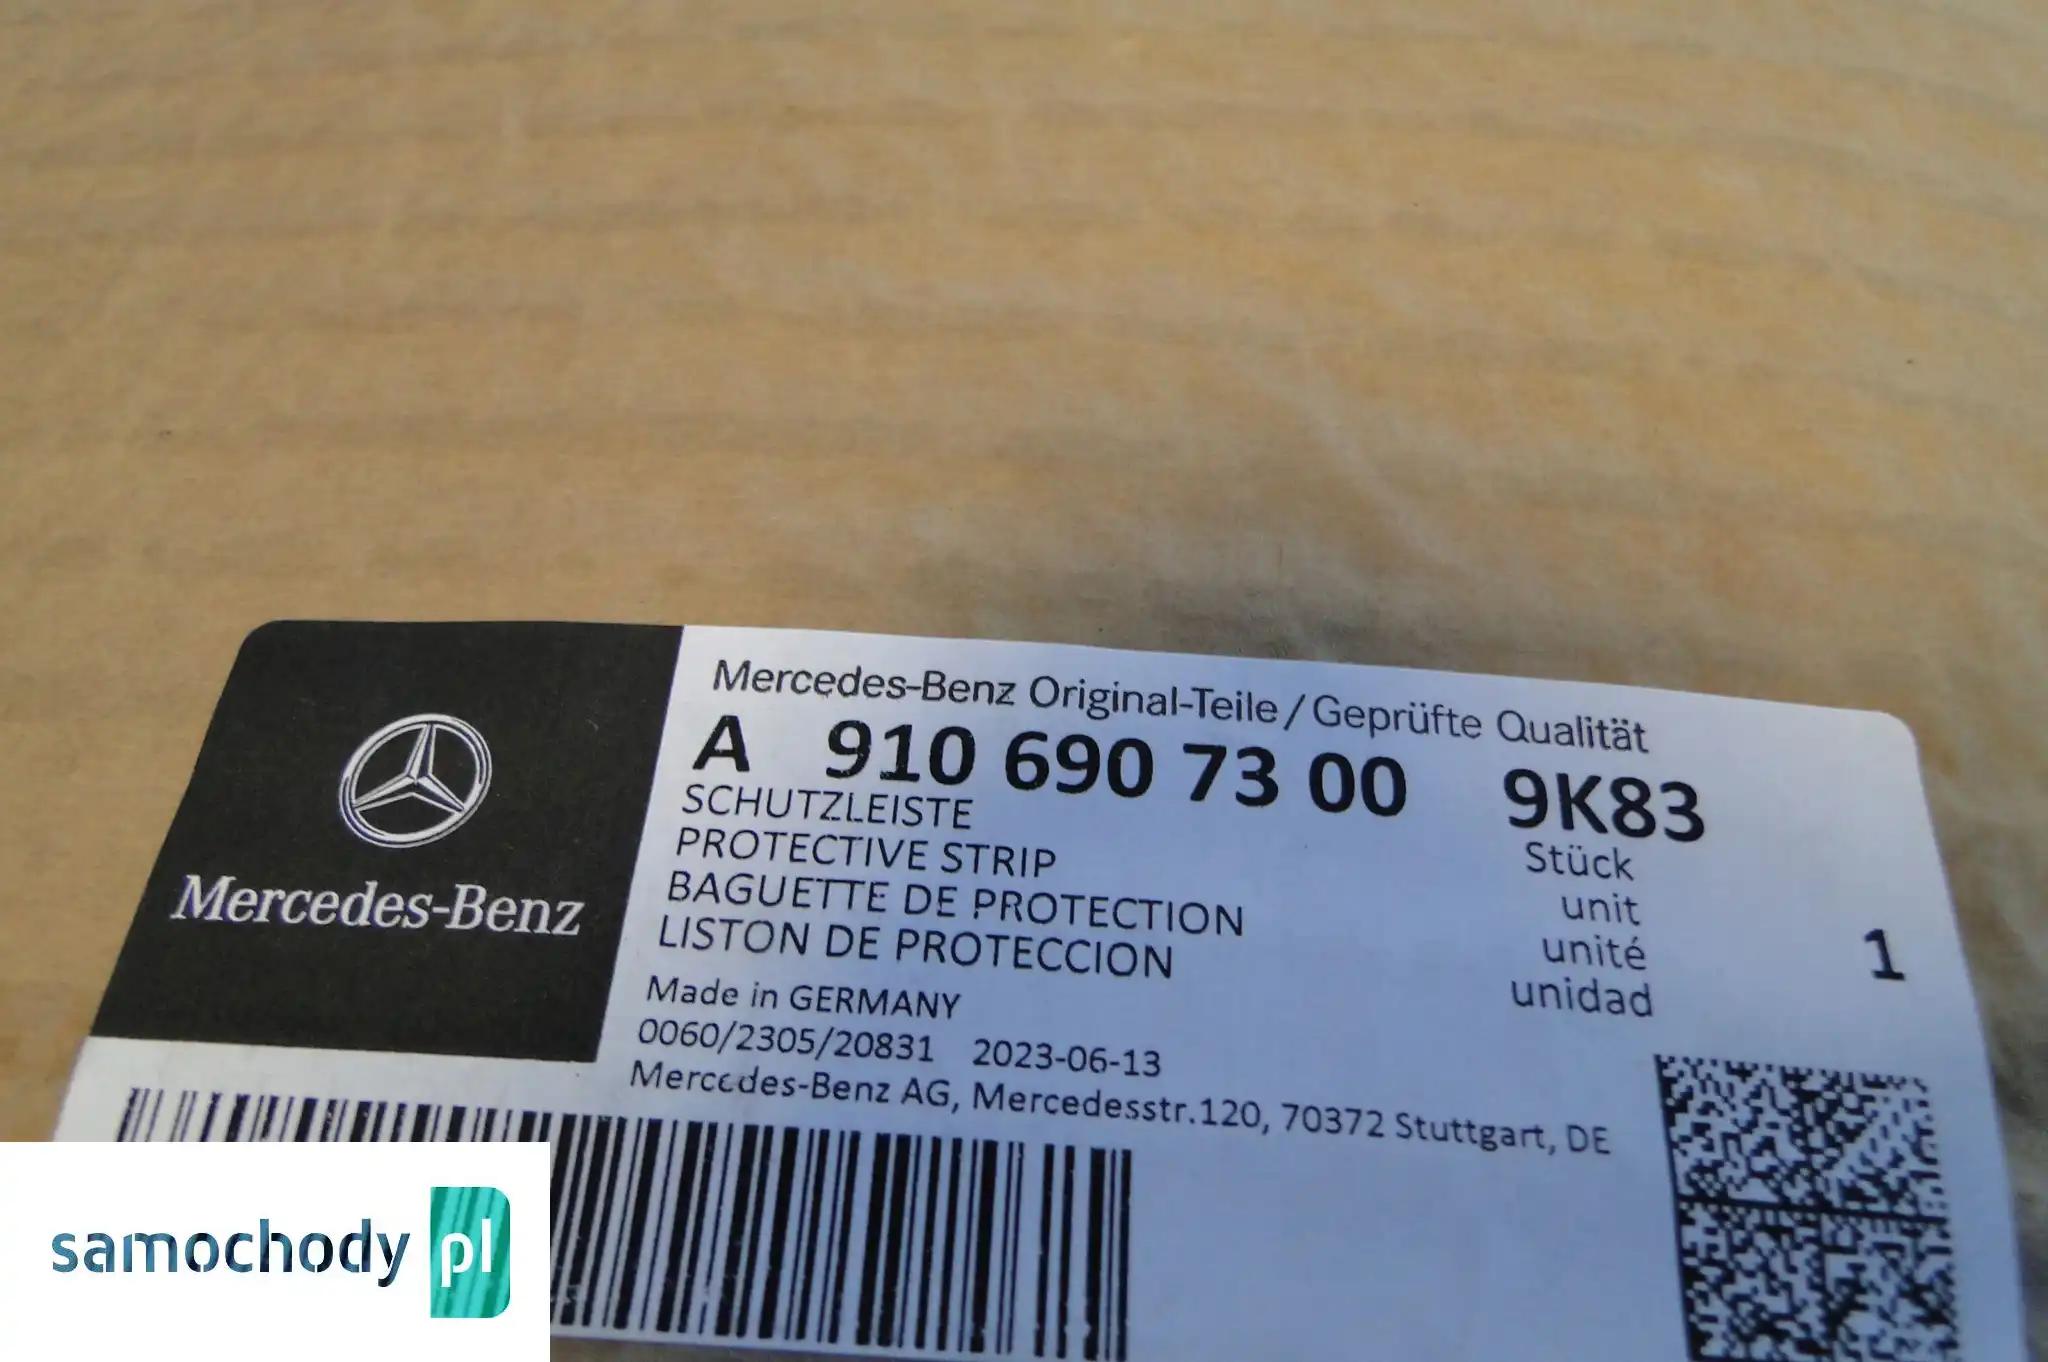 Mercedes-Benz Original-Teile / Geprüfte Qualität
A 910 690 73 00 9K83
SCHUTZLEISTE
PROTECTIVE STRIP
BAGUETTE DE PROTECTION
LISTON DE PROTECCION
Stück
unit
unité
unidad
1
Mercedes-Benz
Made in GERMANY
0060/2305/20831 2023-06-13
Mercedes-Benz AG, Mercedesstr.120, 70372 Stuttgart, DE
samochody pl